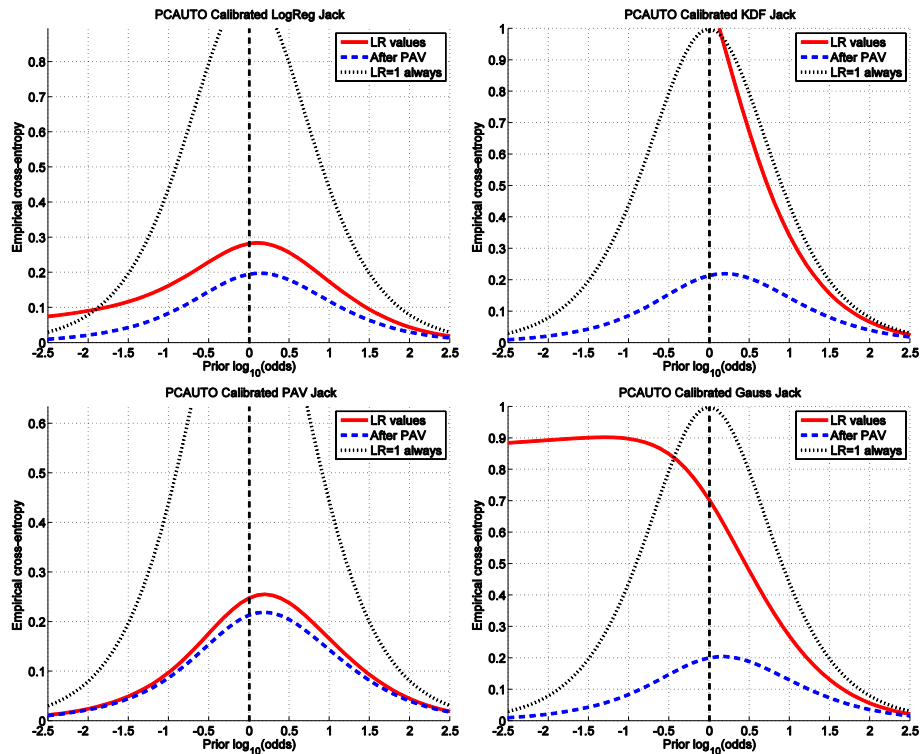 PCAUTO Calibrated LogReg Jack
Empirical cross-entropy
0.8
0.7
0.6
0.5
0.4
0.3
0.2
0.1
0
LR values
After PAV
LR=1 always
-2.5 -2 -1.5 -1 -0.5 0 0.5 1 1.5 2 2.5
Prior log10(odds)
PCAUTO Calibrated KDF Jack
Empirical cross-entropy
1
0.9
0.8
0.7
0.6
0.5
0.4
0.3
0.2
0.1
0
LR values
After PAV
LR=1 always
-2.5 -2 -1.5 -1 -0.5 0 0.5 1 1.5 2 2.5
Prior log10(odds)
PCAUTO Calibrated PAV Jack
Empirical cross-entropy
0.6
0.5
0.4
0.3
0.2
0.1
0
LR values
After PAV
LR=1 always
-2.5 -2 -1.5 -1 -0.5 0 0.5 1 1.5 2 2.5
Prior log10(odds)
PCAUTO Calibrated Gauss Jack
Empirical cross-entropy
1
0.9
0.8
0.7
0.6
0.5
0.4
0.3
0.2
0.1
0
LR values
After PAV
LR=1 always
-2.5 -2 -1.5 -1 -0.5 0 0.5 1 1.5 2 2.5
Prior log10(odds)